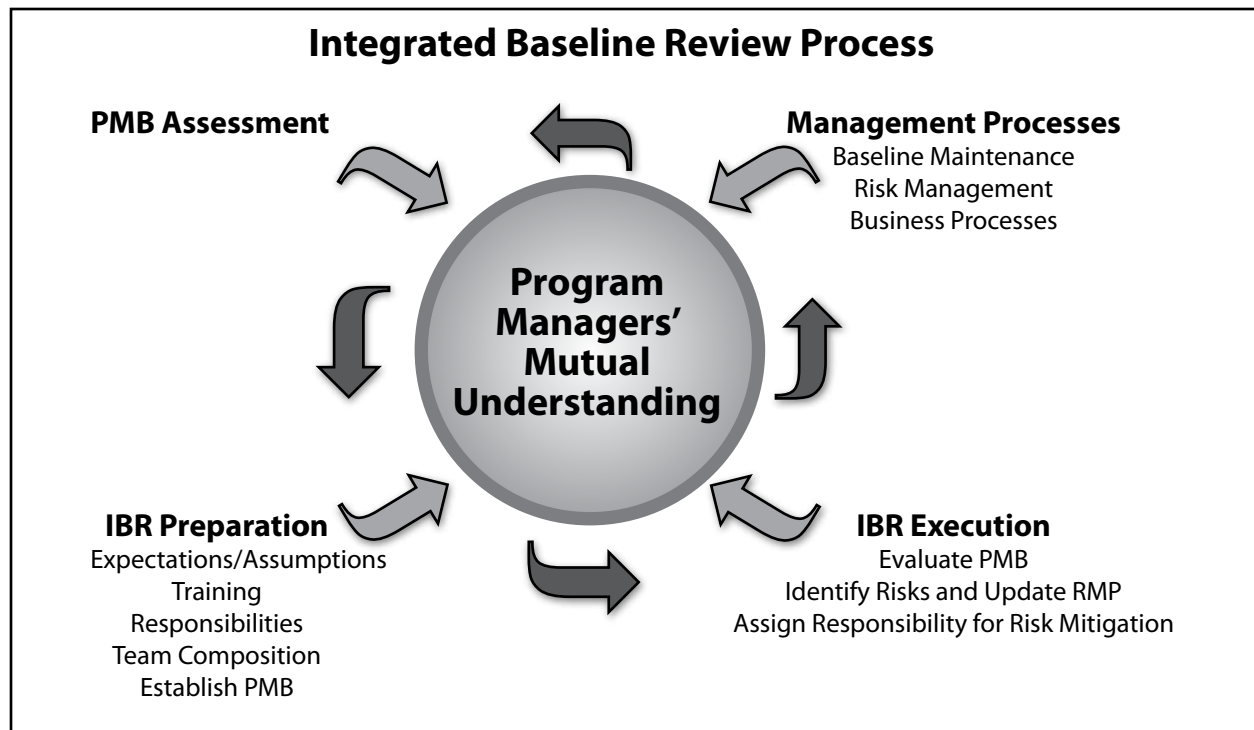 Integrated Baseline Review Process
PMB Assessment
Management Processes
Baseline Maintenance
Risk Management
Business Processes
Program
Managers’
Mutual
Understanding
IBR Preparation
Expectations/Assumptions
Training
Responsibilities
Team Composition
Establish PMB
IBR Execution
Evaluate PMB
Identify Risks and Update RMP
Assign Responsibility for Risk Mitigation